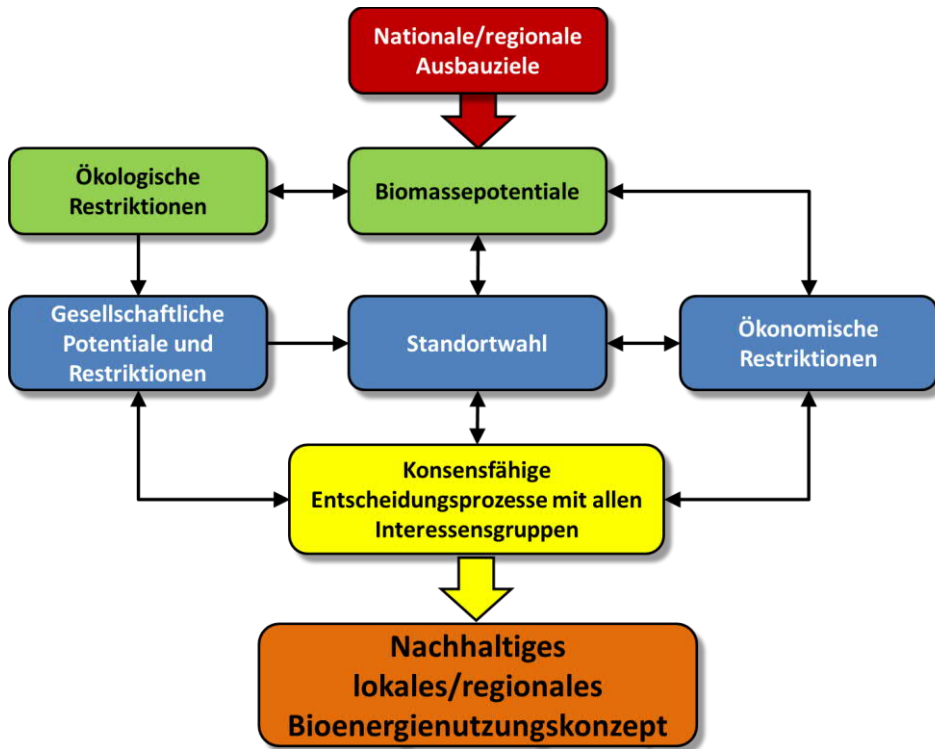 Nationale/regionale
Ausbauziele
Ökologische
Restriktionen
Biomassepotentiale
Gesellschaftliche
Potentiale und
Restriktionen
Standortwahl
Ökonomische
Restriktionen
Konsensfähige
Entscheidungsprozesse mit allen
Interessensgruppen
Nachhaltiges
lokales/regionales
Bioenergienutzungskonzept